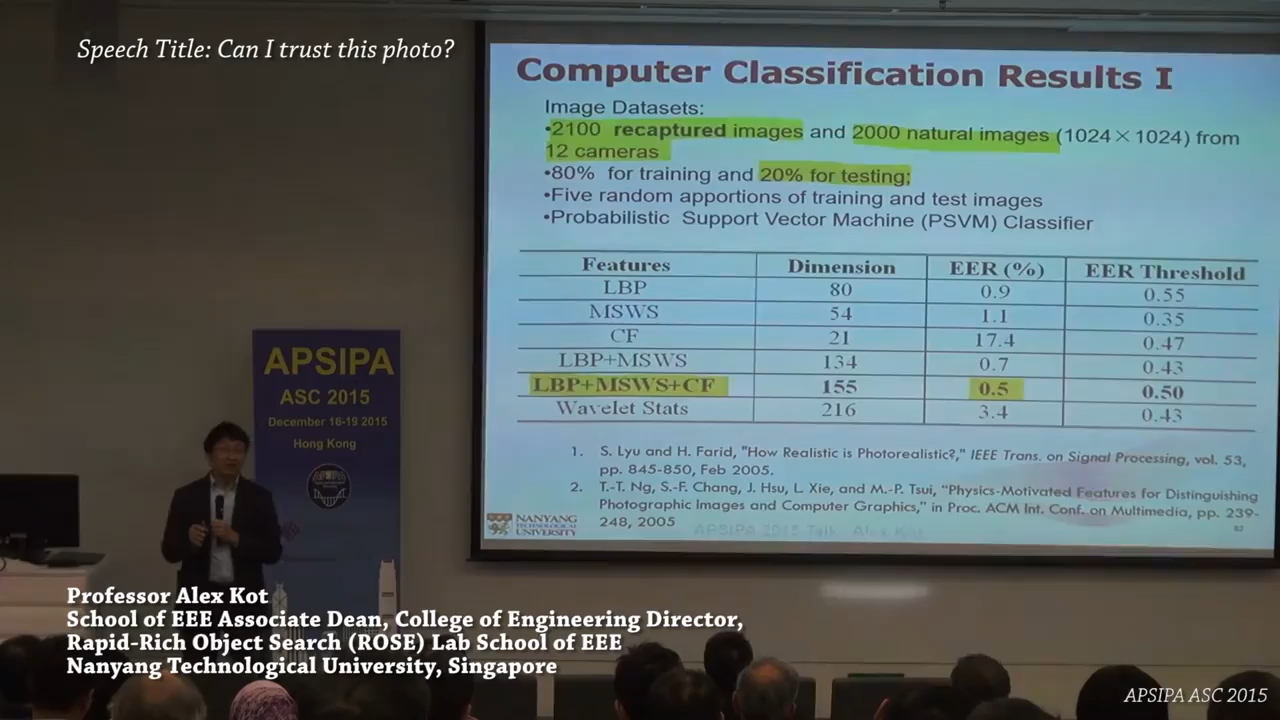 Speech Title: Can I trust this photo?
Computer Classification Results I
Image Datasets:
•2100 recaptured images and 2000 natural images (1024×1024) from
12 cameras
•80% for training and 20% for testing;
•Five random apportions of training and test images
•Probabilistic Support Vector Machine (PSVM) Classifier
Features Dimension EER (%) EER Threshold
LBP 80 0.9 0.55
MSWS 54 1.1 0.35
CF 21 17.4 0.47
LBP+MSWS 134 0.7 0.43
LBP+MSWS+CF 155 0.5 0.50
Wavelet Stats 216 3.4 0.43
1. S. Lyu and H. Farid, "How Realistic is Photorealistic?," IEEE Trans. on Signal Processing, vol. 53,
pp. 845-850, Feb 2005.
2. T.-T. Ng, S.-F. Chang, J. Hsu, L. Xie, and M.-P. Tsui, "Physics-Motivated Features for Distinguishing
Photographic Images and Computer Graphics," in Proc. ACM Int. Conf. on Multimedia, pp. 239-
248, 2005
NANYANG
TECHNOLOGICAL
UNIVERSITY
APSIPA 2015 Talk Alex Kot
APSIPA
ASC 2015
December 16-19 2015
Hong Kong
Professor Alex Kot
School of EEE Associate Dean, College of Engineering Director,
Rapid-Rich Object Search (ROSE) Lab School of EEE
Nanyang Technological University, Singapore
APSIPA ASC 2015